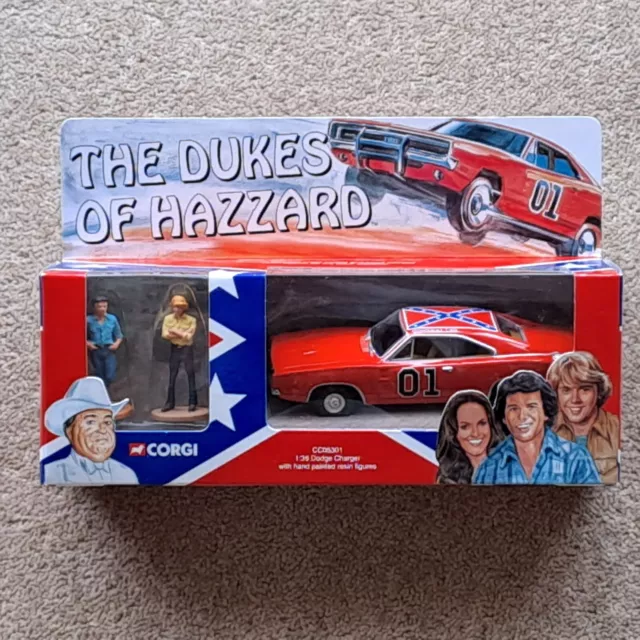 THE DUKES
OF HAZZARD
01
01
CORGI
CC05301
1:36 Dodge Charger
with hand painted resin figures